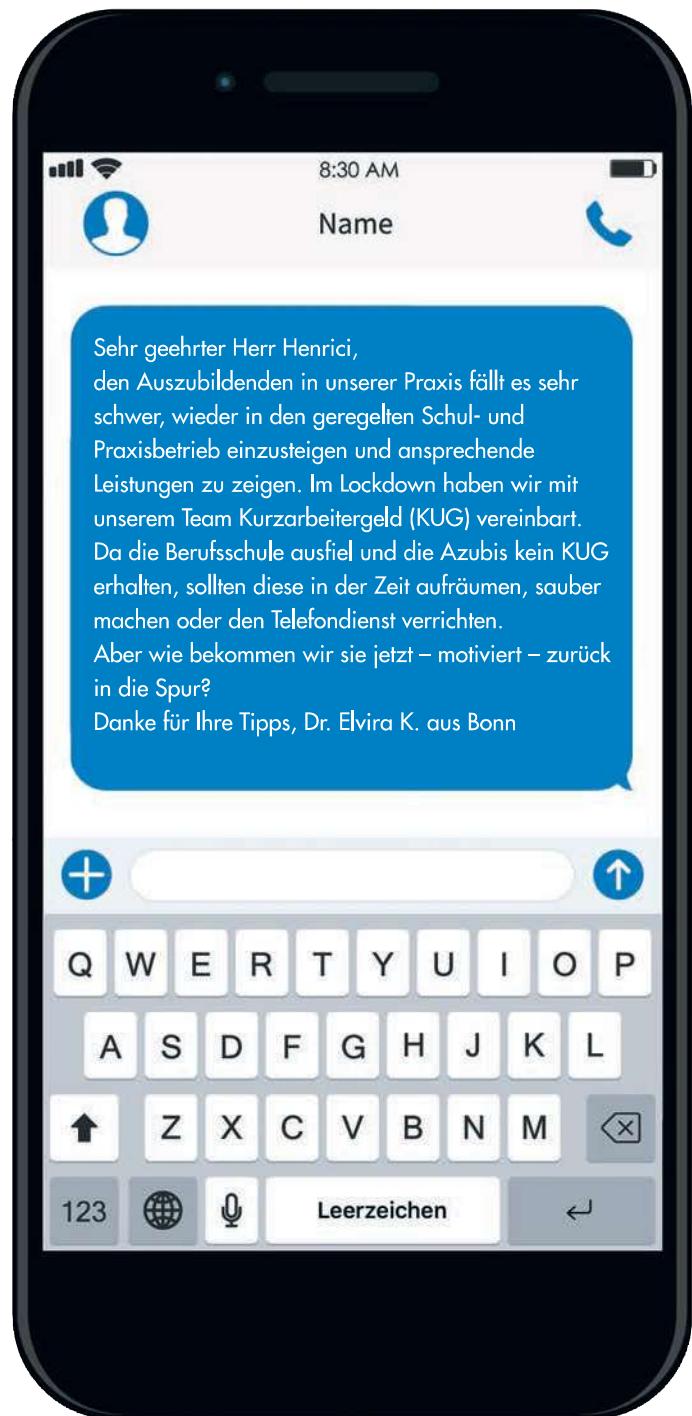 8:30 AM
Name
Sehr geehrter Herr Henrici,
den Auszubildenden in unserer Praxis fällt es sehr
schwer, wieder in den geregelten Schul- und
Praxisbetrieb einzusteigen und ansprechende
Leistungen zu zeigen. Im Lockdown haben wir mit
unserem Team Kurzarbeitergeld (KUG) vereinbart.
Da die Berufsschule ausfiel und die Azubis kein KUG
erhalten, sollten diese in der Zeit aufräumen, sauber
machen oder den Telefondienst verrichten.
Aber wie bekommen wir sie jetzt – motiviert – zurück
in die Spur?
Danke für Ihre Tipps, Dr. Elvira K. aus Bonn
Q W E R T Y U I O P
A S D F G H J K L
Z X C V B N M
123 Leerzeichen